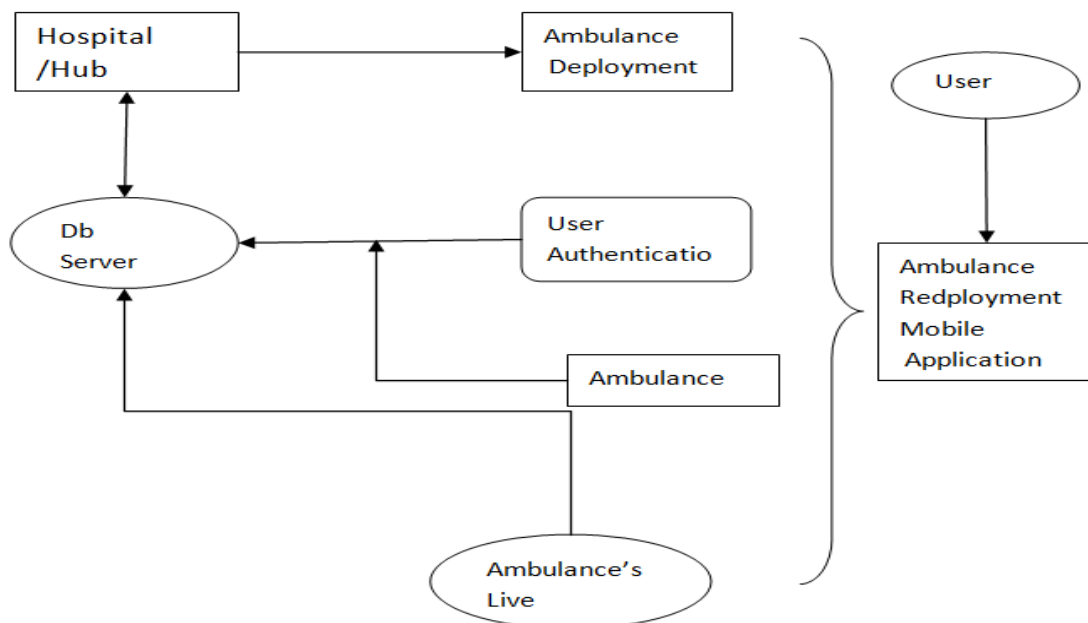 Hospital
/Hub
Ambulance
Deployment
User
Db
Server
User
Authenticatio
Ambulance
Redployment
Mobile
Application
Ambulance
Ambulance's
Live